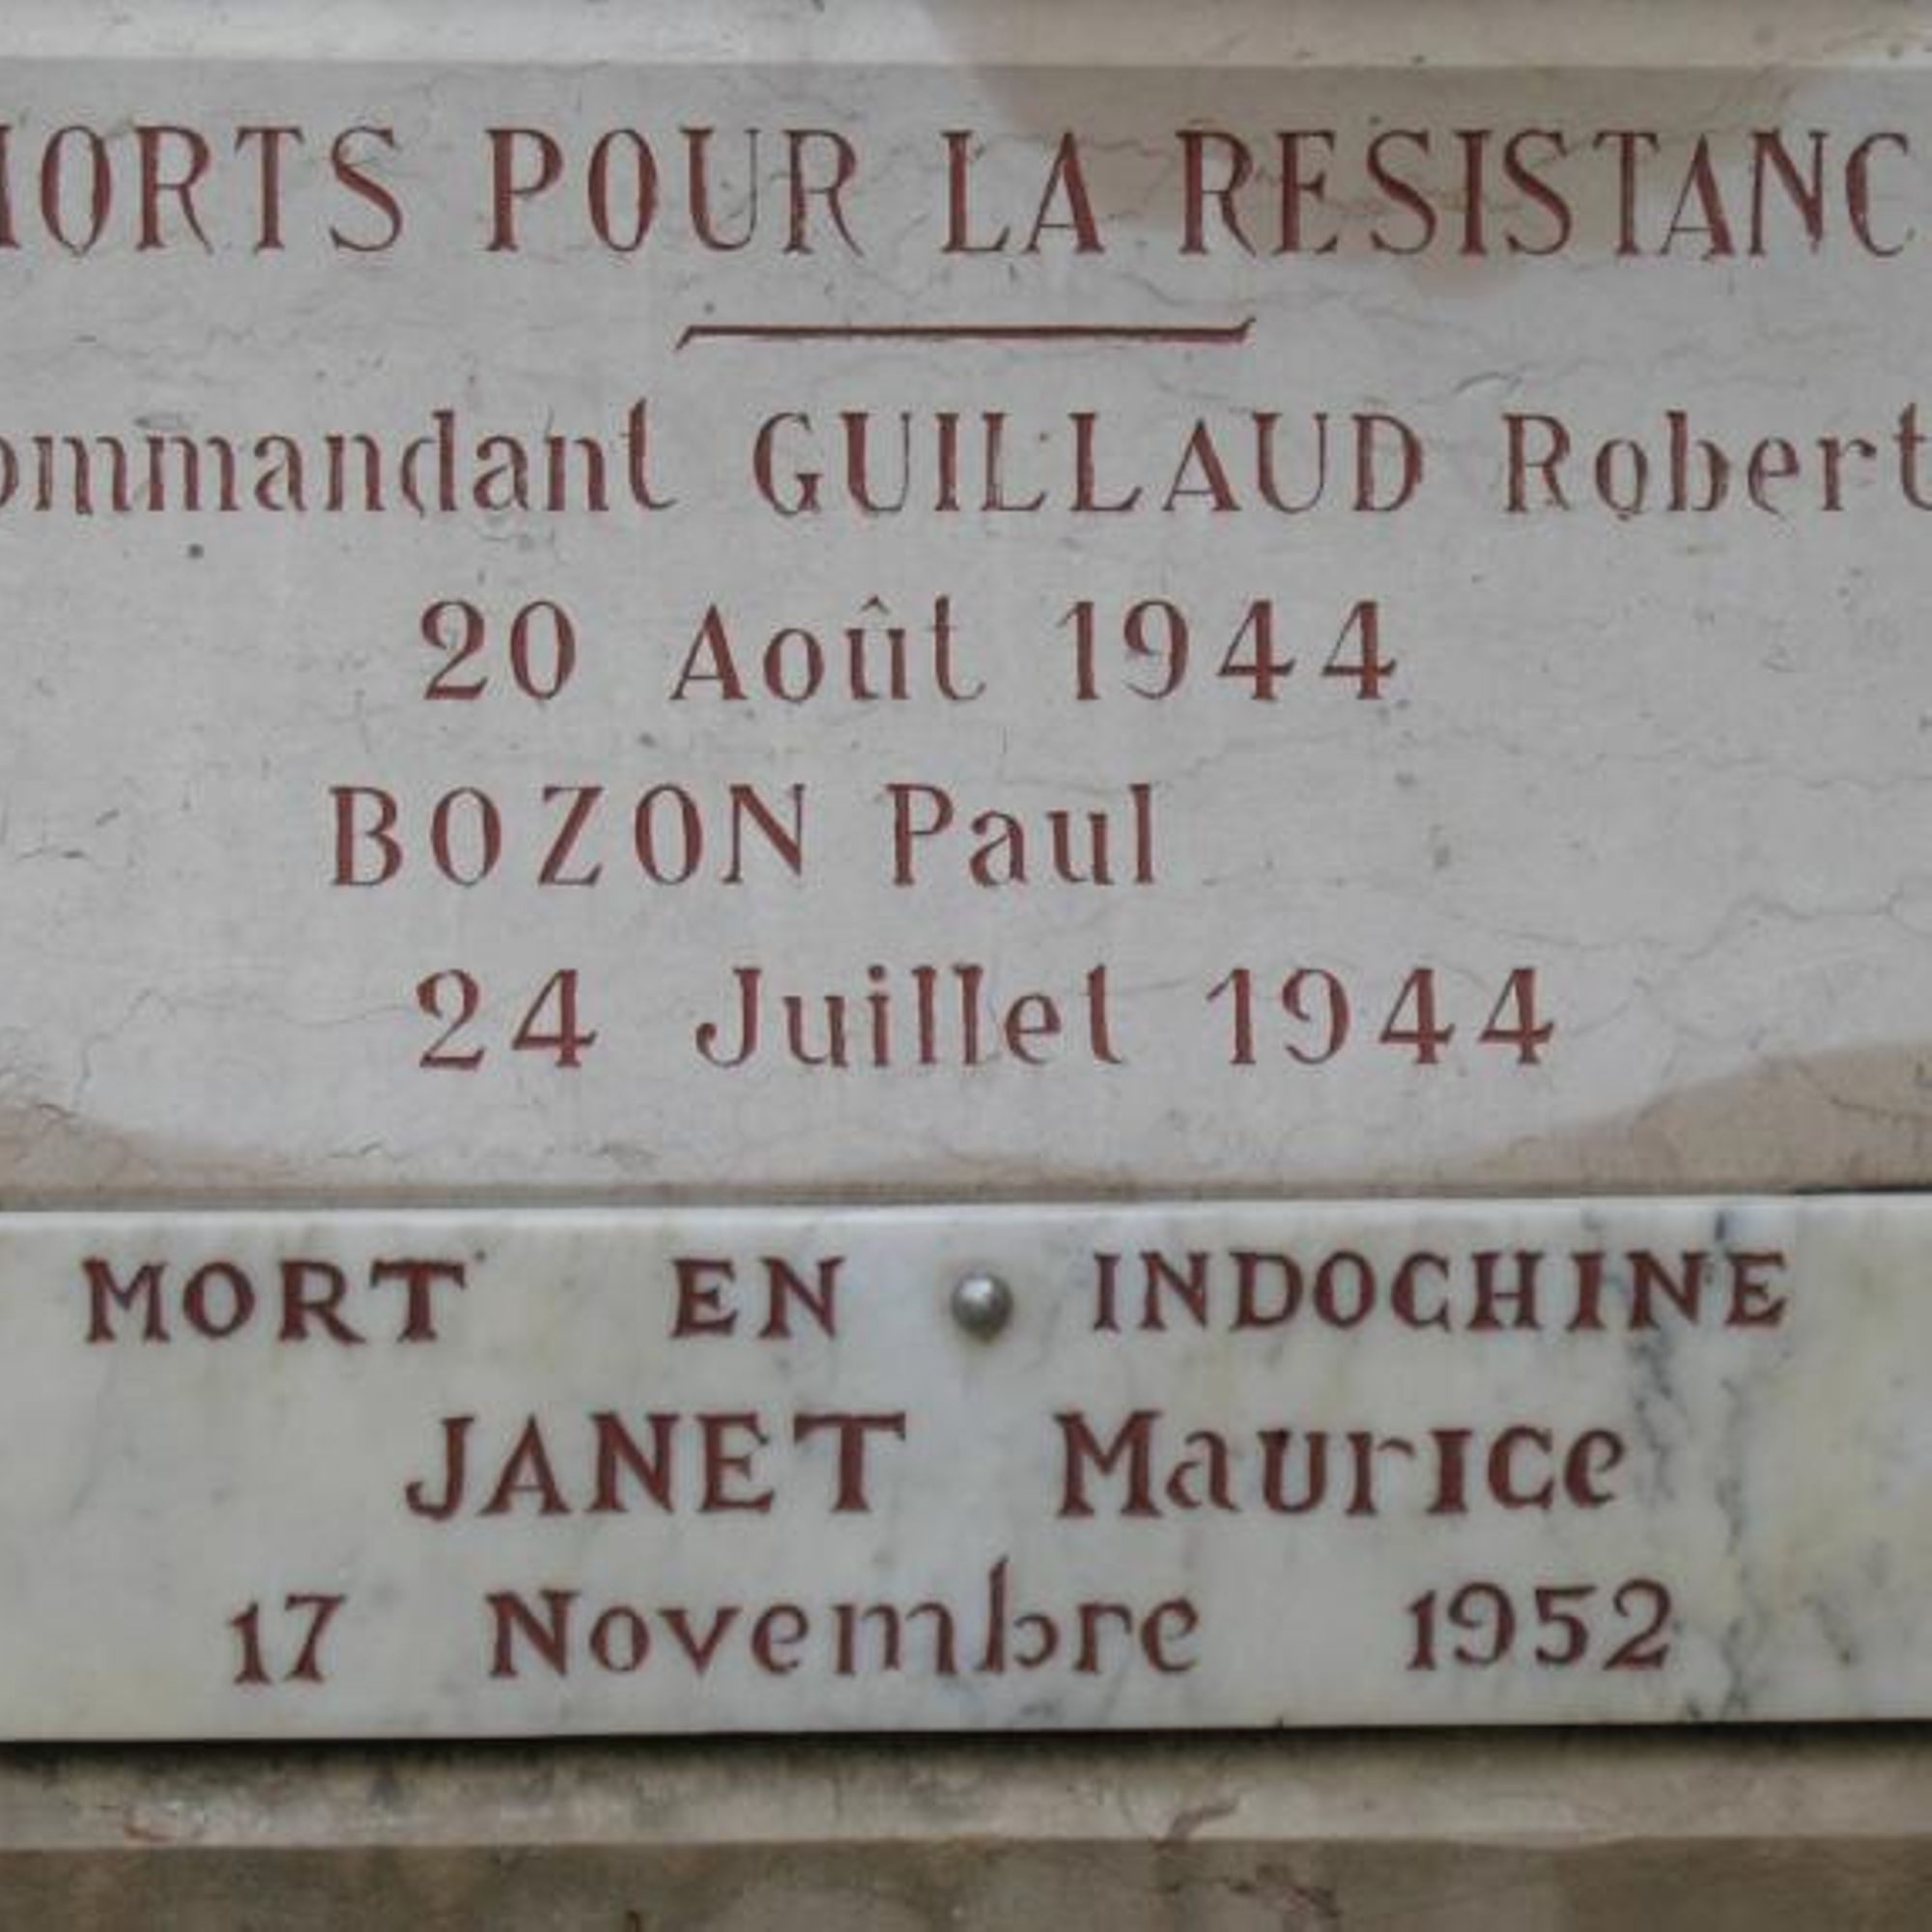 MORTS POUR LA RESISTANC
ommandant GUILLAUD Robert
20 Août 1944
BOZON Paul
24 Juillet 1944
MORT EN INDOCHINE
JANET Maurice
17 Novembre 1952